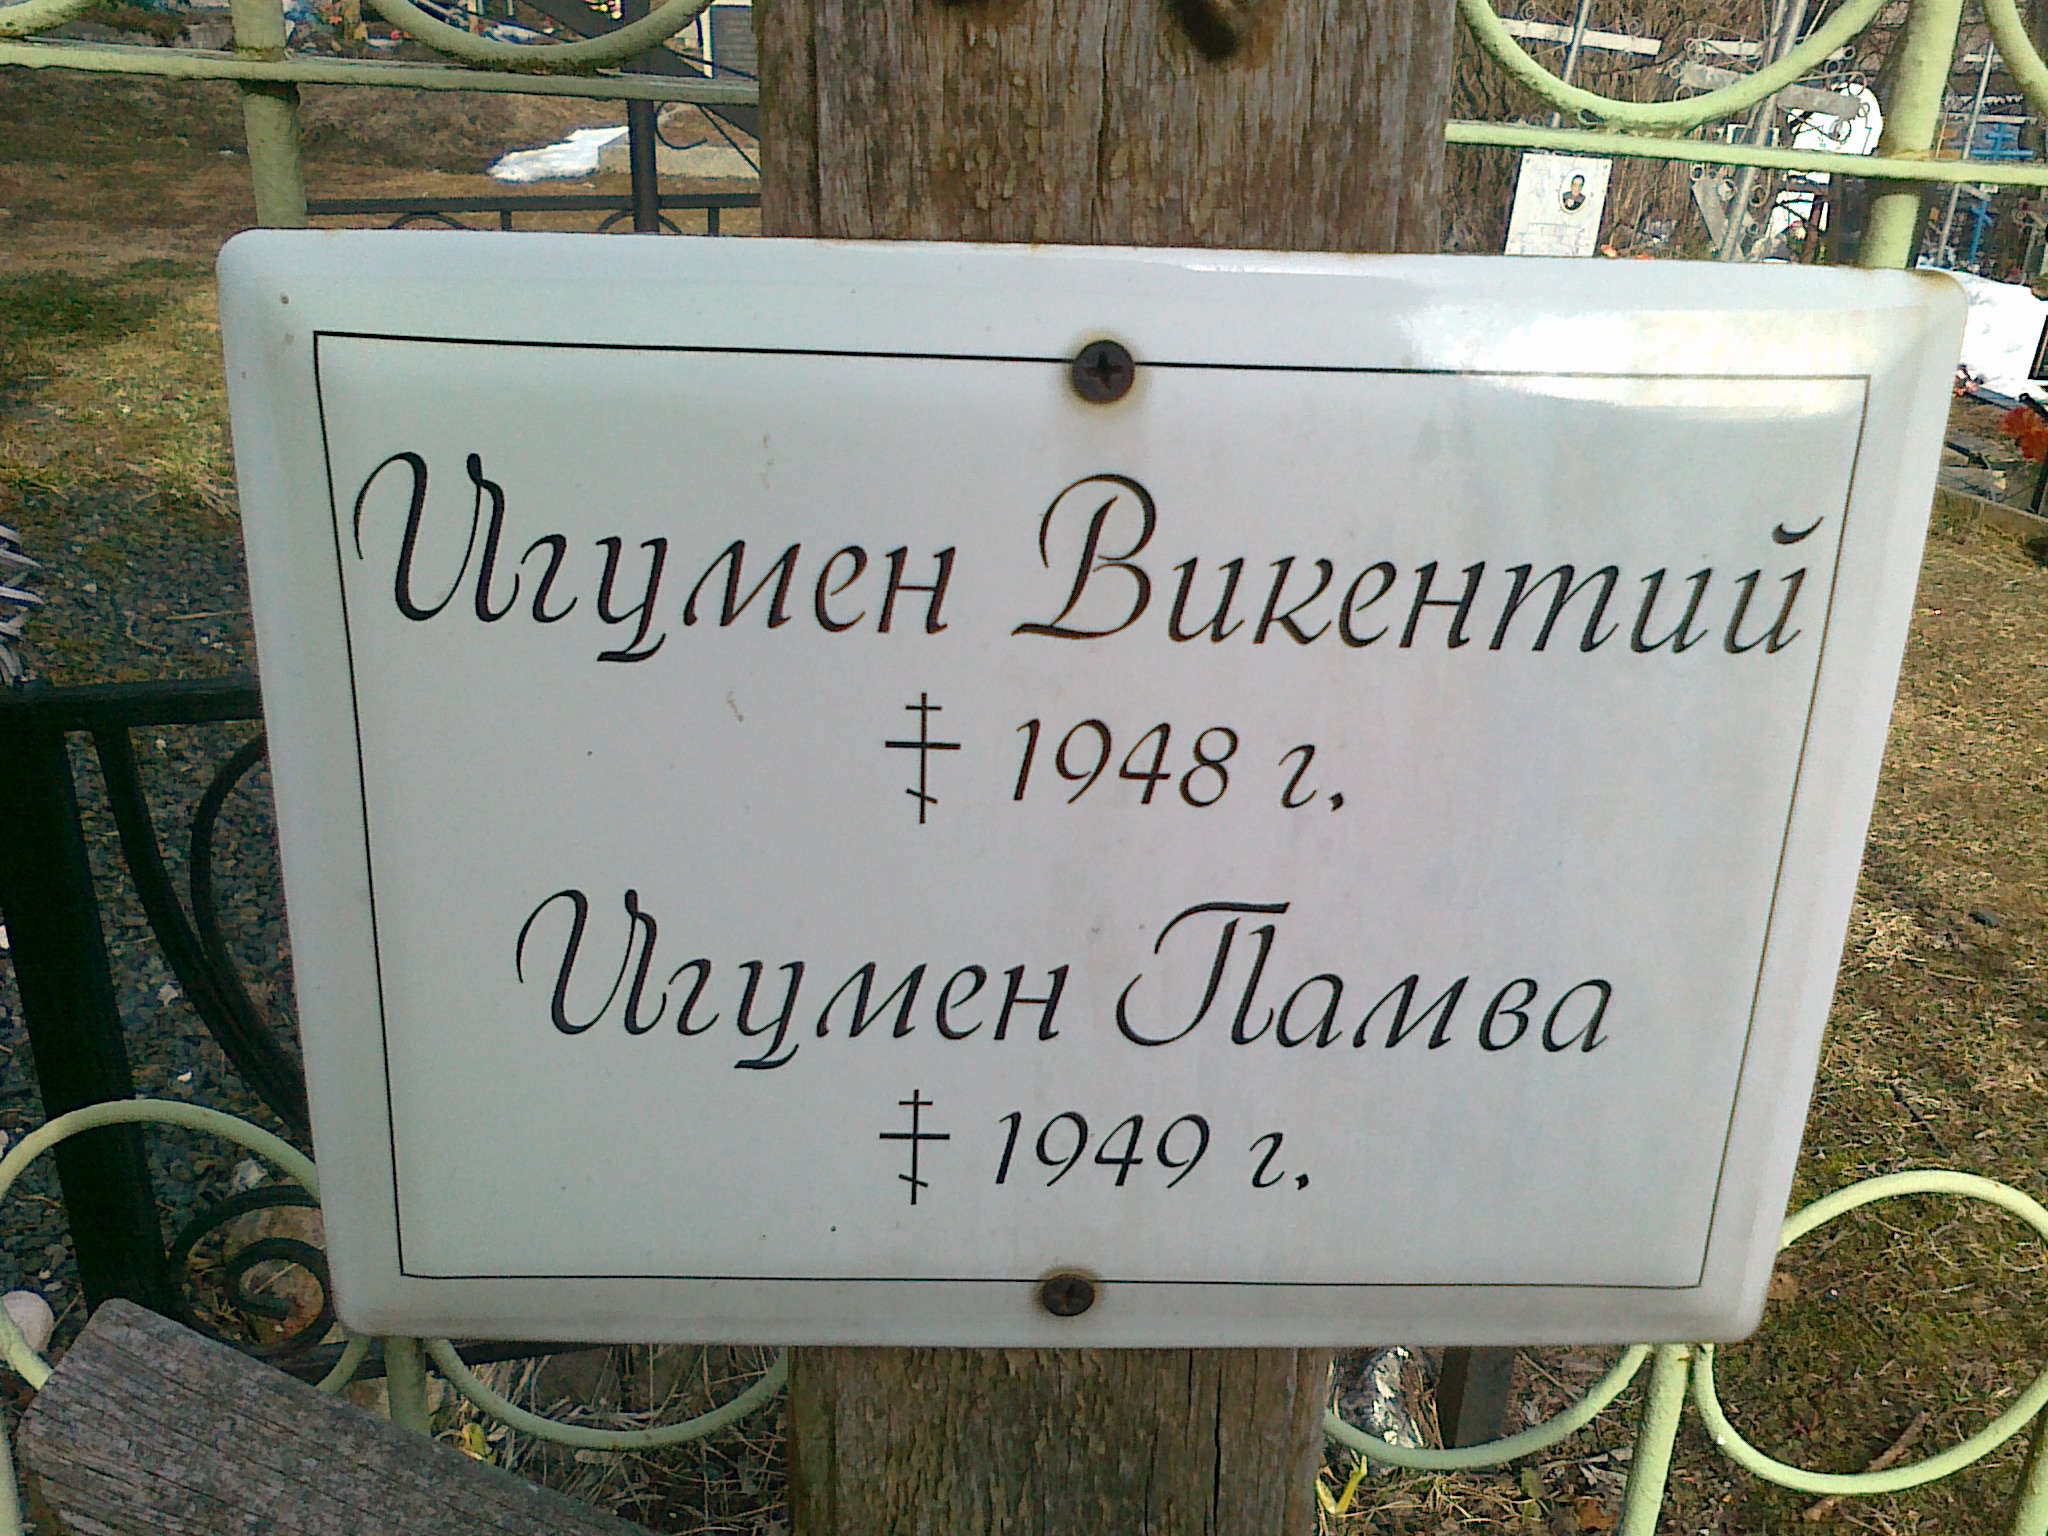 Игумен Викентий
☦ 1948 г.
Игумен Памва
☦ 1949 г.